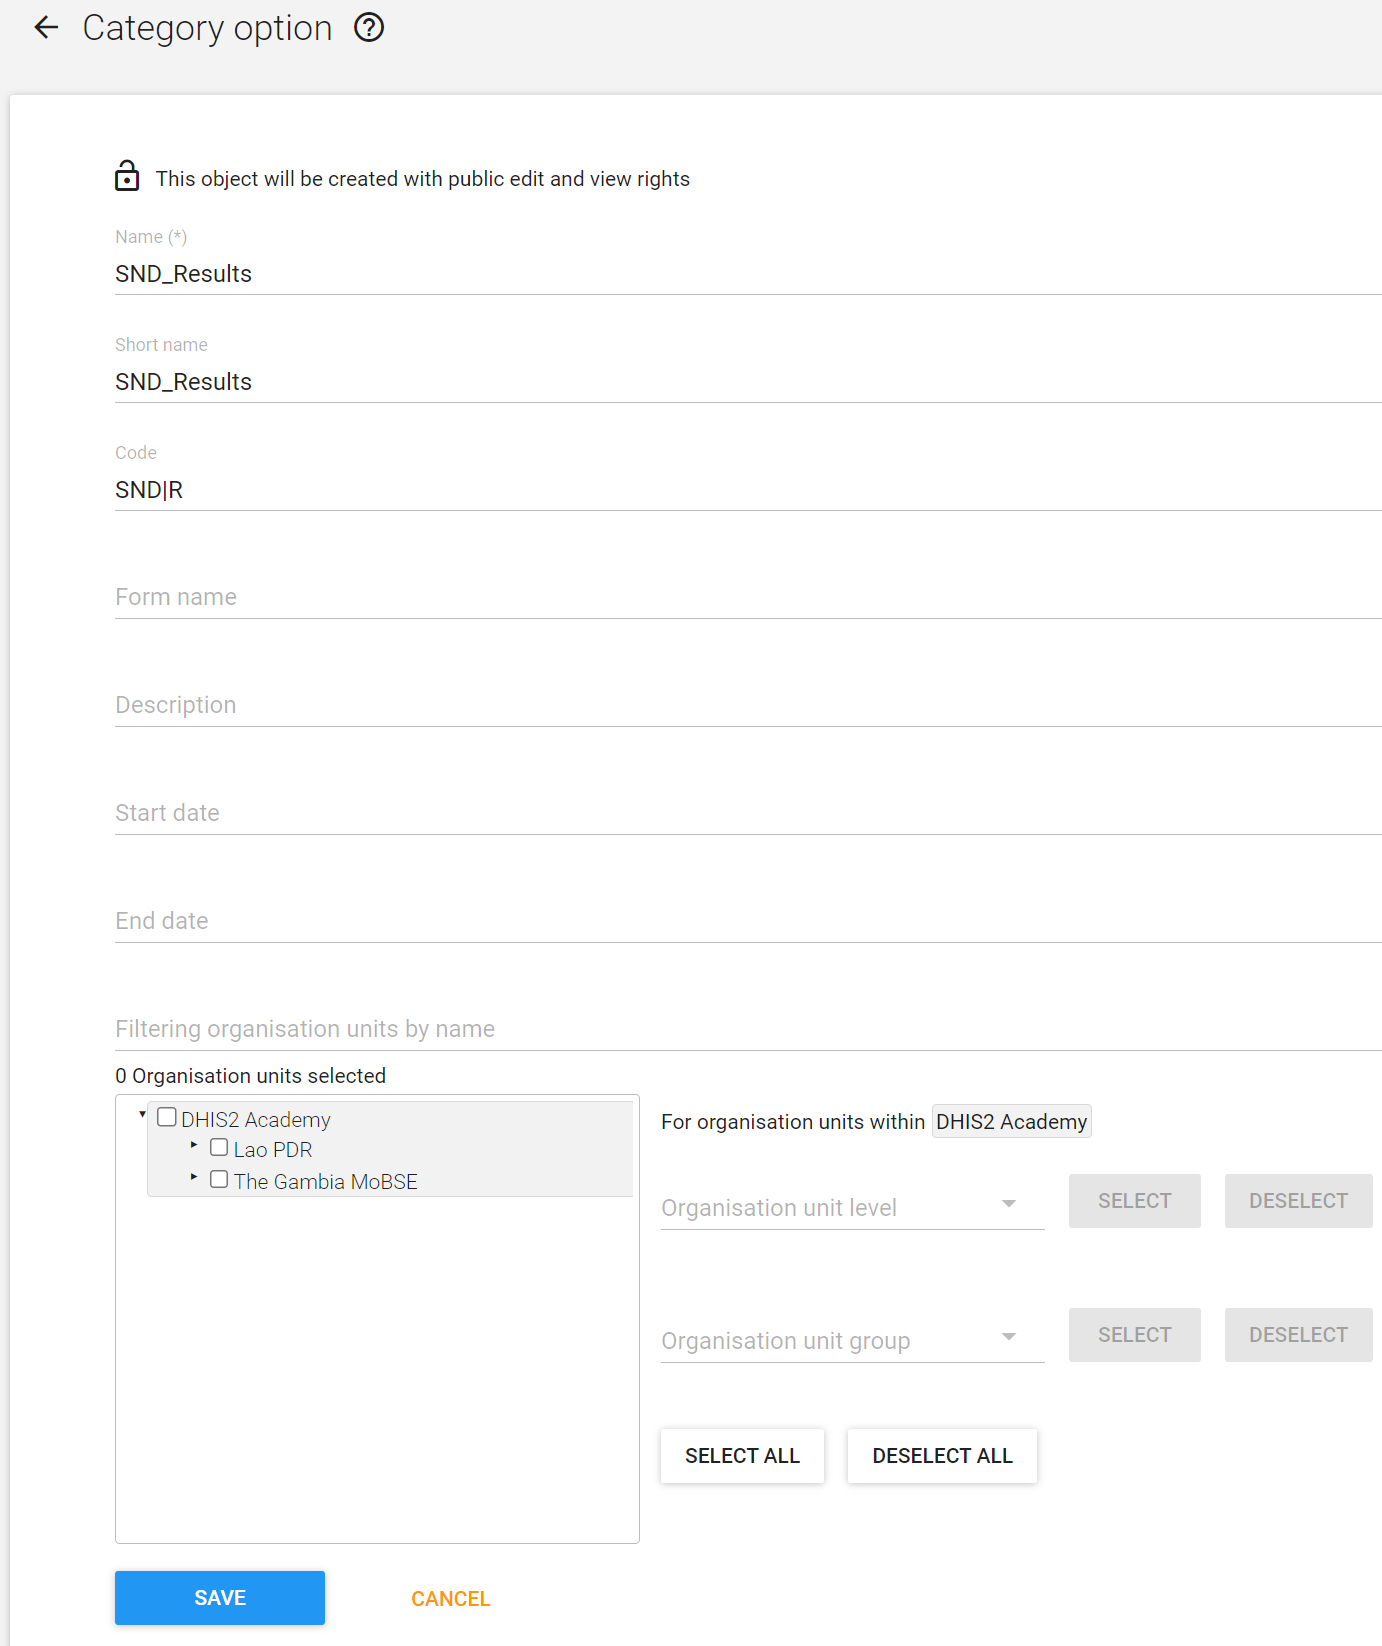 Category option
This object will be created with public edit and view rights
Name (*)
SND_Results
Short name
SND_Results
Code
SND|R
Form name
Description
Start date
End date
Filtering organisation units by name
0 Organisation units selected
DHIS2 Academy
Lao PDR
The Gambia MoBSE
For organisation units within DHIS2 Academy
Organisation unit level SELECT DESELECT
Organisation unit group SELECT DESELECT
SELECT ALL DESELECT ALL
SAVE CANCEL